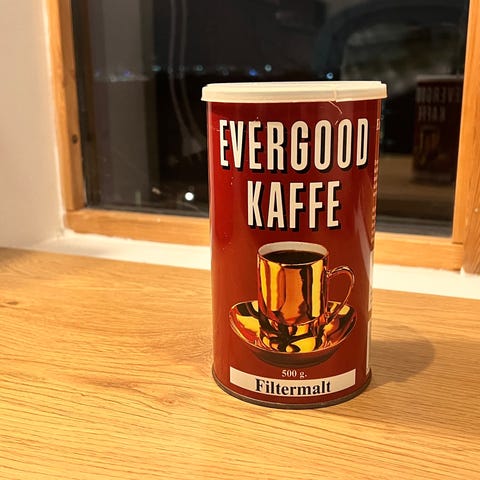 EVERGOOD
KAFFE
500 g.
Filtermalt